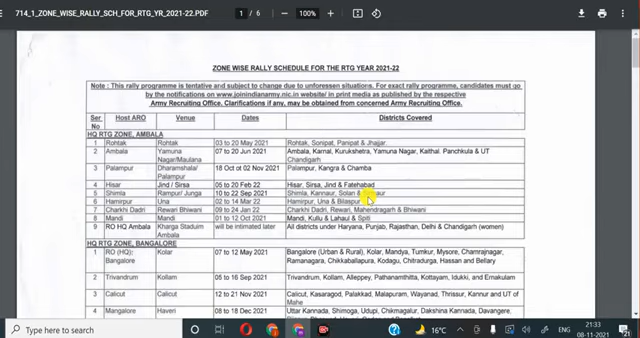 714_1_ZONE_WISE_RALLY_SCH_FOR_RTG_YR_2021-22.PDF 1 / 6 100%
ZONE WISE RALLY SCHEDULE FOR THE RTG YEAR 2021-22
Note : This rally programme is tentative and subject to change due to unforessen situations. For exact rally programme, candidates must go
by the notifications on www.joinindianarmy.nic.in website/ in print media as published by the respective
Army Recruiting Office. Clarifications if any, may be obtained from concerned Army Recruiting Office.
Ser No Host ARO Venue Dates Districts Covered
HQ RTG ZONE, AMBALA
1 Rohtak Rohtak 03 to 20 May 2021 Rohtak, Sonipat, Panipat & Jhajjar.
2 Ambala Yamuna Nagar/Maulana 07 to 20 Jun 2021 Ambala, Karnal, Kurukshetra, Yamuna Nagar, Kaithal, Panchkula & UT Chandigarh
3 Palampur Dharamshala/ Palampur 18 Oct ot 02 Nov 2021 Palampur, Kangra & Chamba
4 Hisar Jind / Sirsa 05 to 20 Feb 22 Hisar, Sirsa, Jind & Fatehabad
5 Shimla Rampur/ Junga 10 to 22 Sep 2021 Shimla, Kannaur, Solan &
6 Hamirpur Una 02 to 14 Mar 22 Hamirpur, Una & Bilaspur
7 Charkhi Dadri Rewari Bhiwani 09 to 24 Jan 22 Charkhi Dadri, Rewari, Mahendragarh & Bhiwani
8 Mandi Mandi 01 to 12 Oct 2021 Mandi, Kullu & Lahaul & Spiti
9 RO HQ Ambala Kharga Staduim Ambala will be intimated later All districts under Haryana, Punjab, Rajasthan, Delhi & Chandigarh (women)
HQ RTG ZONE, BANGALORE
1 RO (HQ) Bangalore Kolar 07 to 12 May 2021 Bangalore (Urban & Rural), Kolar, Mandya, Tumkur, Mysore, Chamrajnagar, Ramanagara, Chikkaballapura, Kodagu, Chitradurga, Hassan and Bellary
2 Trivandrum Kollam 05 to 16 Sep 2021 Trivandrum, Kollam, Alleppey, Pathanamthitta, Kottayam, Idukki, and Ernakulam
3 Calicut Calicut 12 to 21 Nov 2021 Calicut, Kasaragod, Palakkad, Malapuram, Wayanad, Thrissur, Kannur and UT of Mahe
4 Mangalore Haveri 08 to 18 Dec 2021 Uttar Kannada, Shimoga, Udupi, Chikmagalur, Dakshina Kannada, Davangere,
Type here to search 16°C ENG 21:33
08-11-2021